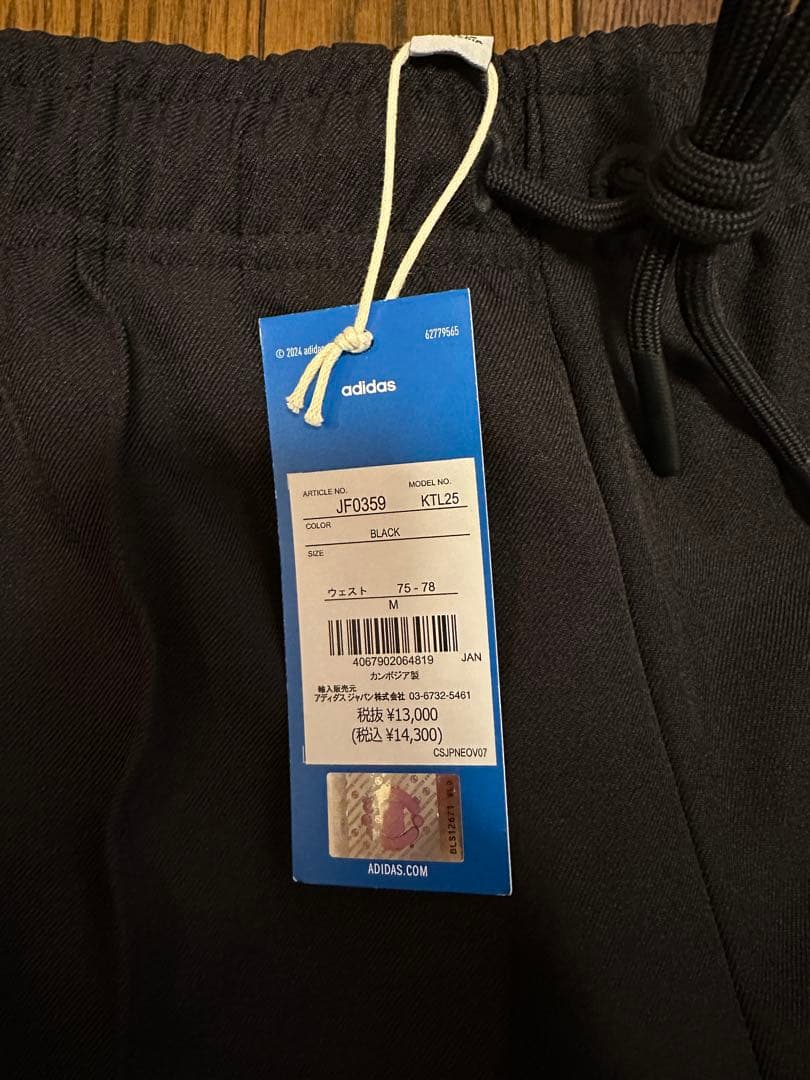 62779565
© 2024 adidas
adidas
ARTICLE NO. MODEL NO.
JF0359 KTL25
COLOR
BLACK
SIZE
ウェスト 75-78
M
4067902064819 JAN
カンボジア製
輸入販売元
アディダス ジャパン株式会社 03-6732-5461
税抜 ¥13,000
(税込 ¥14,300)
CSJPNEOV07
BLS12671
ADIDAS.COM